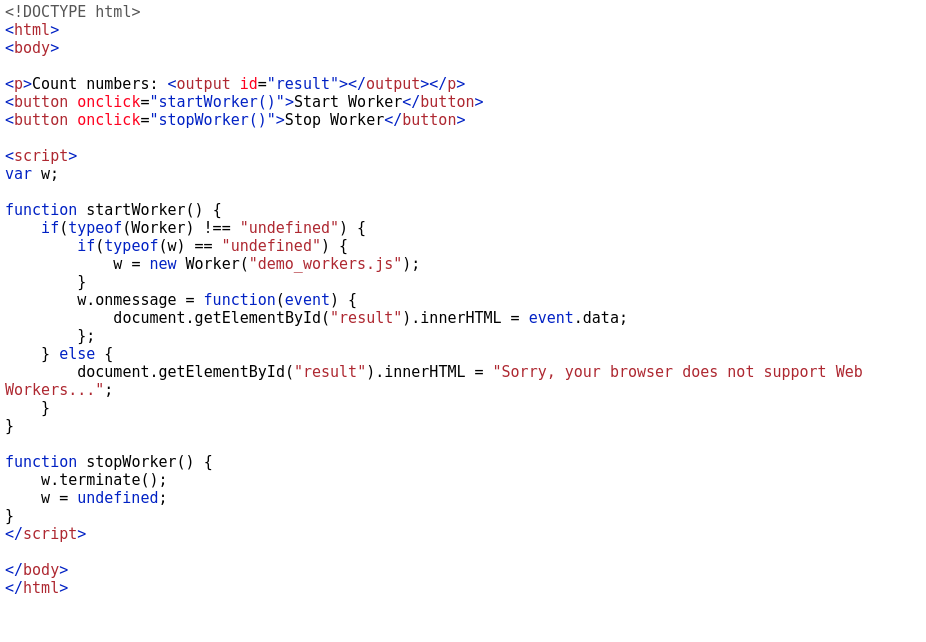 <!DOCTYPE html>
<html>
<body>

<p>Count numbers: <output id="result"></output></p>
<button onclick="startWorker()">Start Worker</button>
<button onclick="stopWorker()">Stop Worker</button>

<script>
var w;

function startWorker() {
    if(typeof(Worker) !== "undefined") {
        if(typeof(w) == "undefined") {
            w = new Worker("demo_workers.js");
        }
        w.onmessage = function(event) {
            document.getElementById("result").innerHTML = event.data;
        };
    } else {
        document.getElementById("result").innerHTML = "Sorry, your browser does not support Web
Workers...";
    }
}

function stopWorker() {
    w.terminate();
    w = undefined;
}
</script>

</body>
</html>